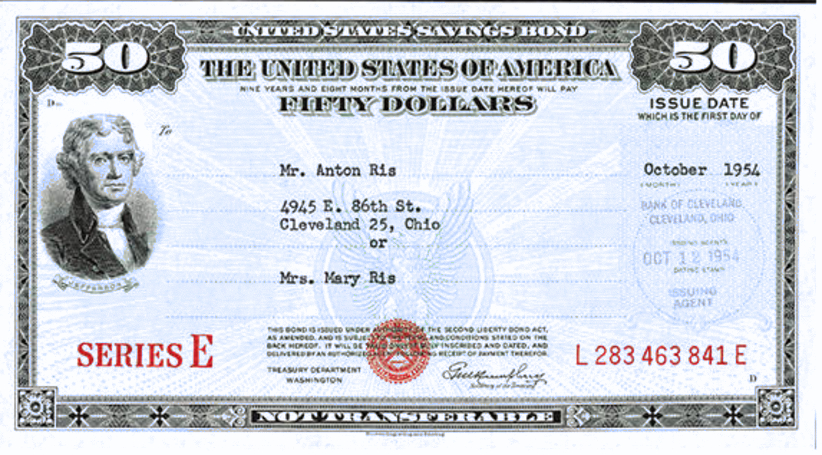 UNITED STATES SAVINGS BOND
50
50
THE UNITED STATES OF AMERICA
NINE YEARS AND EIGHT MONTHS FROM THE ISSUE DATE HEREOF WILL PAY
FIFTY DOLLARS
ISSUE DATE
WHICH IS THE FIRST DAY OF
D
To
Mr. Anton Ris
October 1954
(MONTH) (YEAR)
4945 E. 86th St.
Cleveland 25, Ohio
or
Mrs. Mary Ris
BANK OF CLEVELAND
CLEVELAND, OHIO
ISSUING AGENT'S
OCT 12 1954
DATING STAMP
ISSUING
AGENT
JEFFERSON
SERIES E
THIS BOND IS ISSUED UNDER AUTHORITY OF THE SECOND LIBERTY BOND ACT,
AS AMENDED, AND IS SUBJECT AND CONDITIONS STATED ON THE
BACK HEREOF. IT WILL BE INSCRIBED AND DATED, AND
DELIVERED BY AN AUTHORIZED RECEIPT OF PAYMENT THEREFOR.
TREASURY DEPARTMENT
WASHINGTON
Secretary of the Treasury
L 283 463 841 E
D
NOT TRANSFERABLE